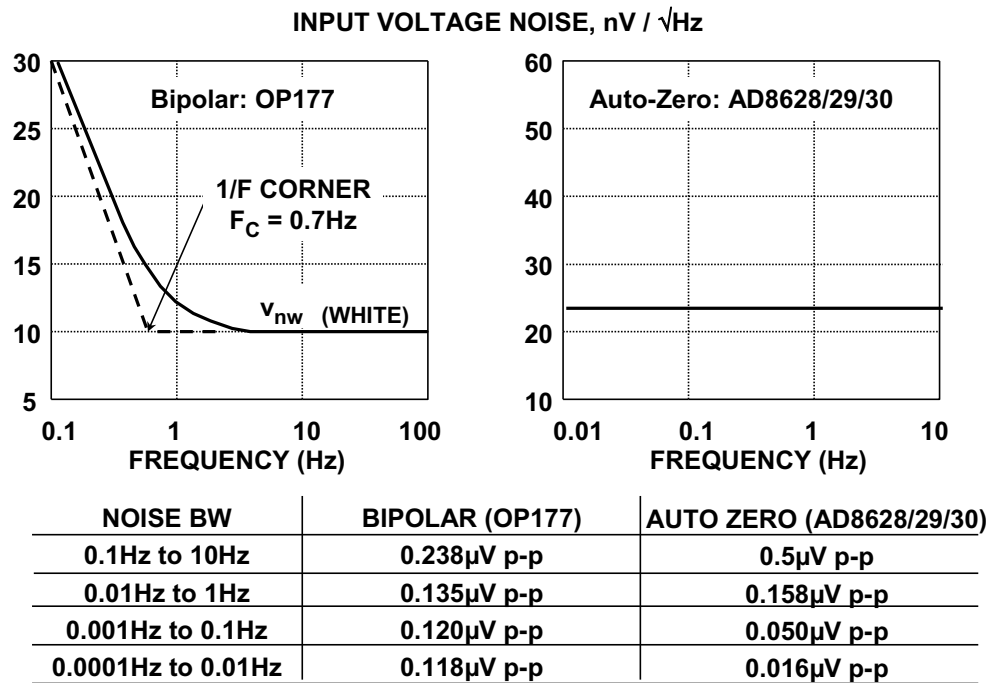 INPUT VOLTAGE NOISE, nV / √Hz
30
25
20
15
10
5
Bipolar: OP177
1/F CORNER
F_C = 0.7Hz
v_nw (WHITE)
0.1 1 10 100
FREQUENCY (Hz)
60
50
40
30
20
10
Auto-Zero: AD8628/29/30
0.01 0.1 1 10
FREQUENCY (Hz)
NOISE BW BIPOLAR (OP177) AUTO ZERO (AD8628/29/30)
0.1Hz to 10Hz 0.238µV p-p 0.5µV p-p
0.01Hz to 1Hz 0.135µV p-p 0.158µV p-p
0.001Hz to 0.1Hz 0.120µV p-p 0.050µV p-p
0.0001Hz to 0.01Hz 0.118µV p-p 0.016µV p-p